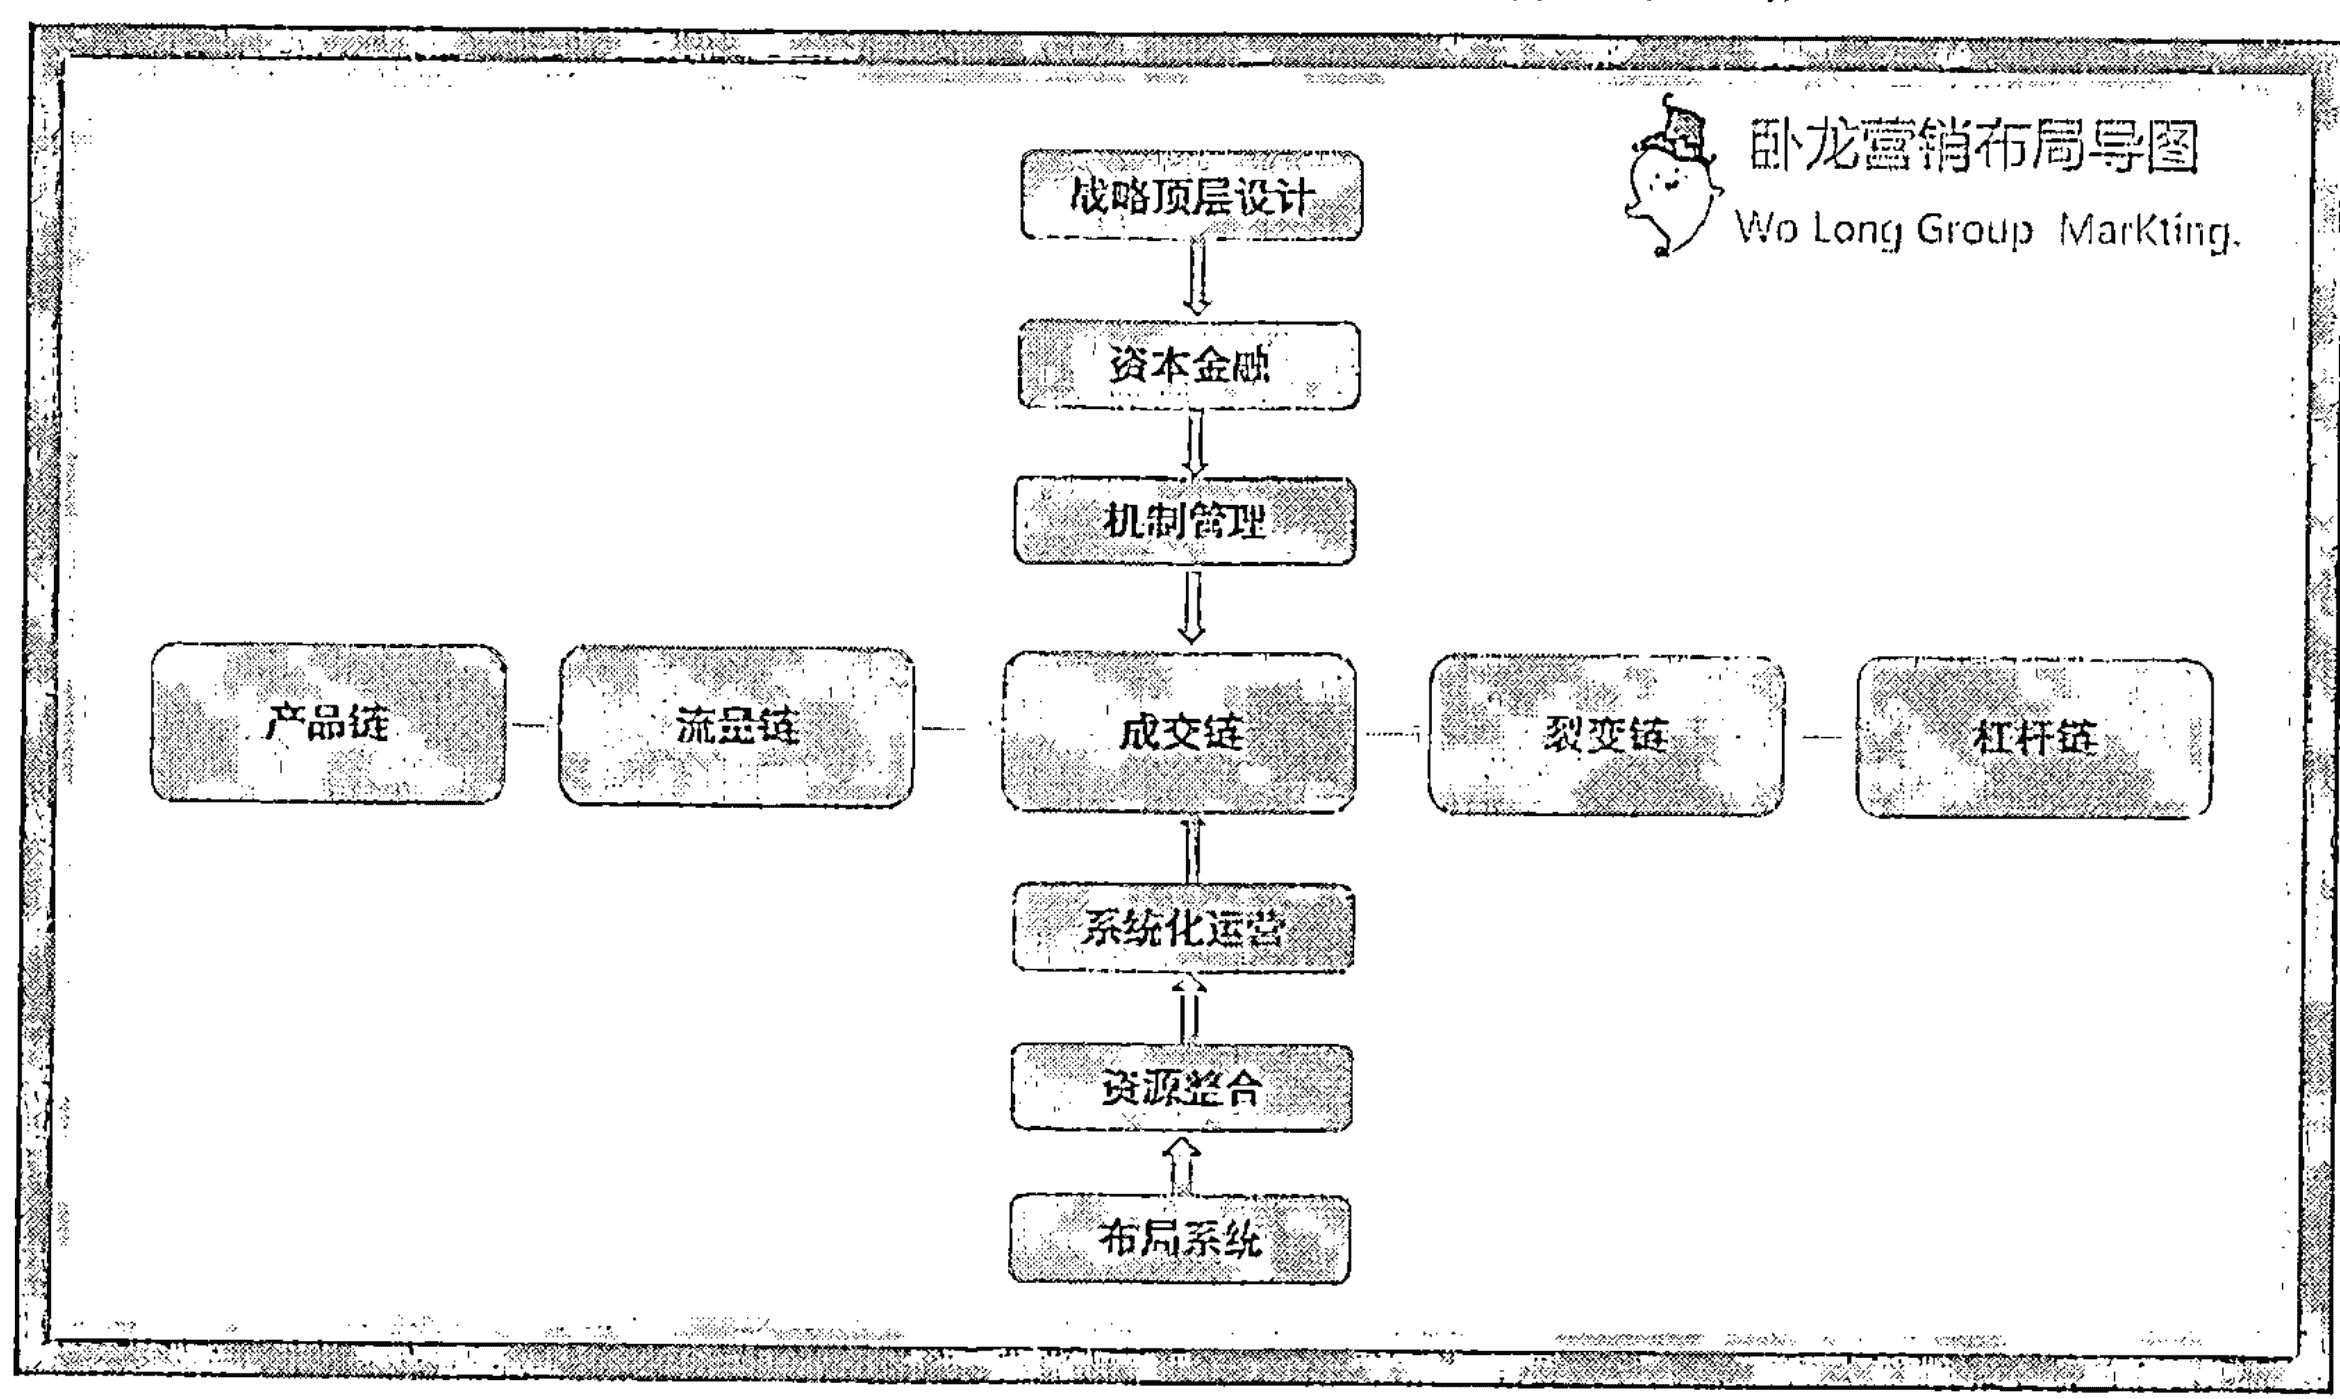 卧龙营销布局导图
Wo Long Group MarKting.
战略顶层设计
资本金融
机制管理
产品链
流量链
成交链
裂变链
杠杆链
系统化运营
资源整合
布局系统